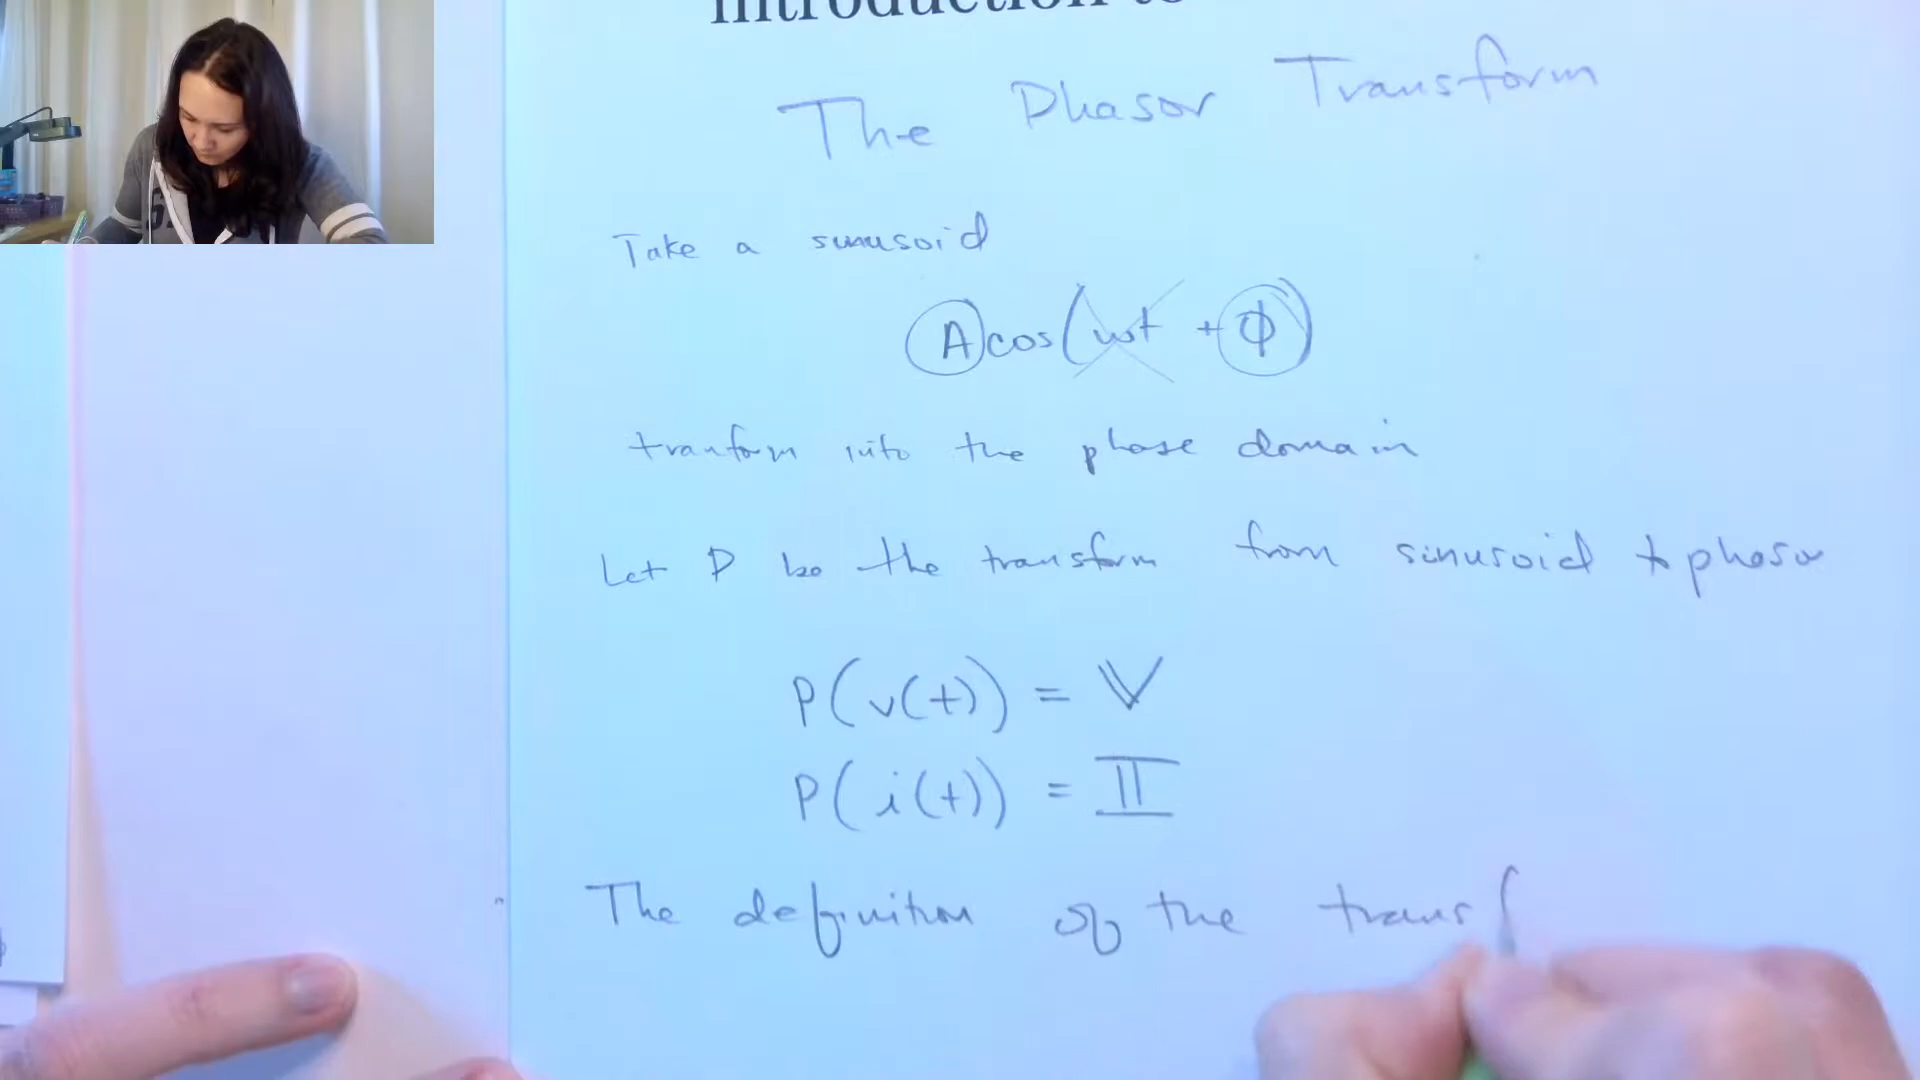 The Phasor Transform
Take a sinusoid
A cos(ωt + ϕ)
tranform into the phase domain
Let P be the transform from sinusoid to phasor
P(v(t)) = 𝕍
P(i(t)) = 𝕀
The definition of the transf